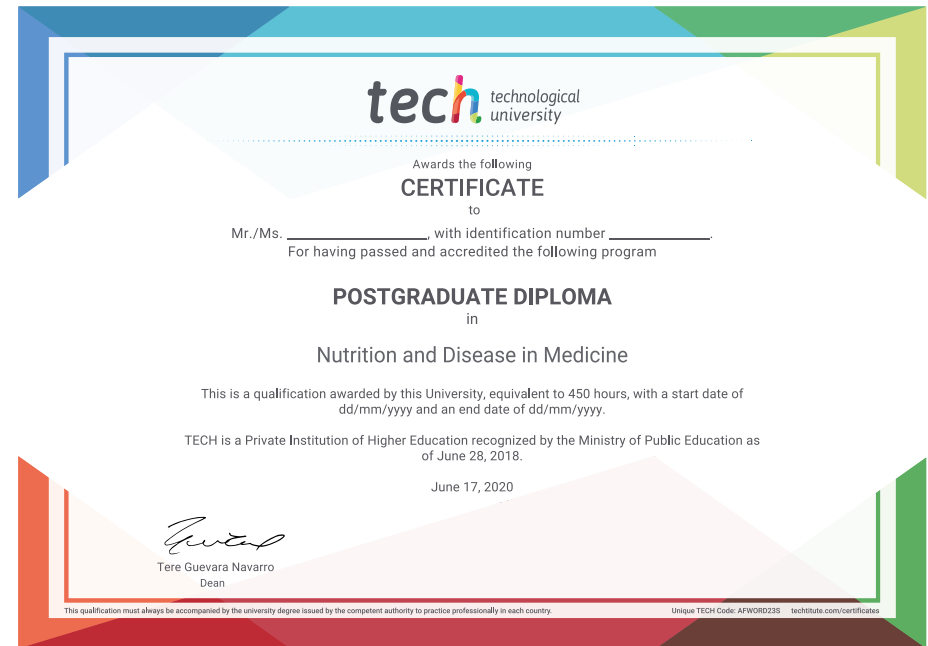 tech technological
university
Awards the following
CERTIFICATE
to
Mr./Ms. ____________________, with identification number ______________.
For having passed and accredited the following program
POSTGRADUATE DIPLOMA
in
Nutrition and Disease in Medicine
This is a qualification awarded by this University, equivalent to 450 hours, with a start date of
dd/mm/yyyy and an end date of dd/mm/yyyy.
TECH is a Private Institution of Higher Education recognized by the Ministry of Public Education as
of June 28, 2018.
June 17, 2020
Tere Guevara Navarro
Dean
This qualification must always be accompanied by the university degree issued by the competent authority to practice professionally in each country.
Unique TECH Code: AFWORD23S techtitute.com/certificates